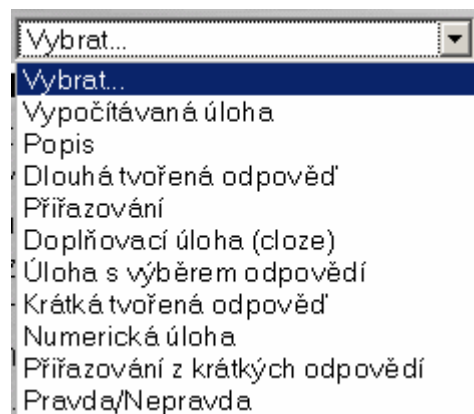 Vybrat...
Vybrat...
Vypočítávaná úloha
Popis
Dlouhá tvořená odpověď
Přiřazování
Doplňovací úloha (cloze)
Úloha s výběrem odpovědí
Krátká tvořená odpověď
Numerická úloha
Přiřazování z krátkých odpovědí
Pravda/Nepravda